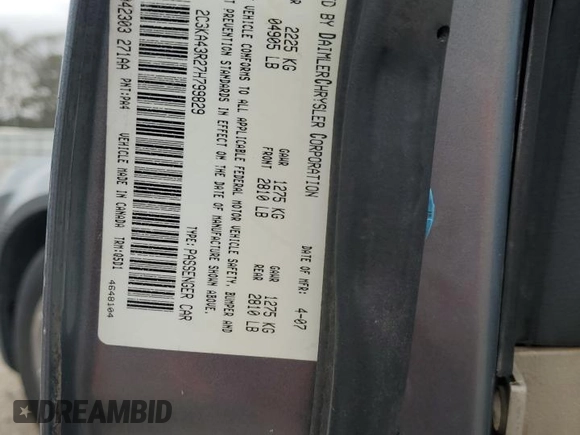 D BY DAIMLERCHRYSLER CORPORATION
DATE OF MFR: 4-07
2225 KG
04905 LB
GAWR
FRONT
1275 KG
2810 LB
GAWR
REAR
1275 KG
2810 LB
VEHICLE CONFORMS TO ALL APPLICABLE FEDERAL MOTOR VEHICLE SAFETY, BUMPER AND
T PREVENTION STANDARDS IN EFFECT ON THE DATE OF MANUFACTURE SHOWN ABOVE.
2C3KA43R27H799829
TYPE: PASSENGER CAR
42303 271AA
PNT: PA4
VEHICLE MADE IN CANADA
TRM: 05D1
4648104
DREAMBID